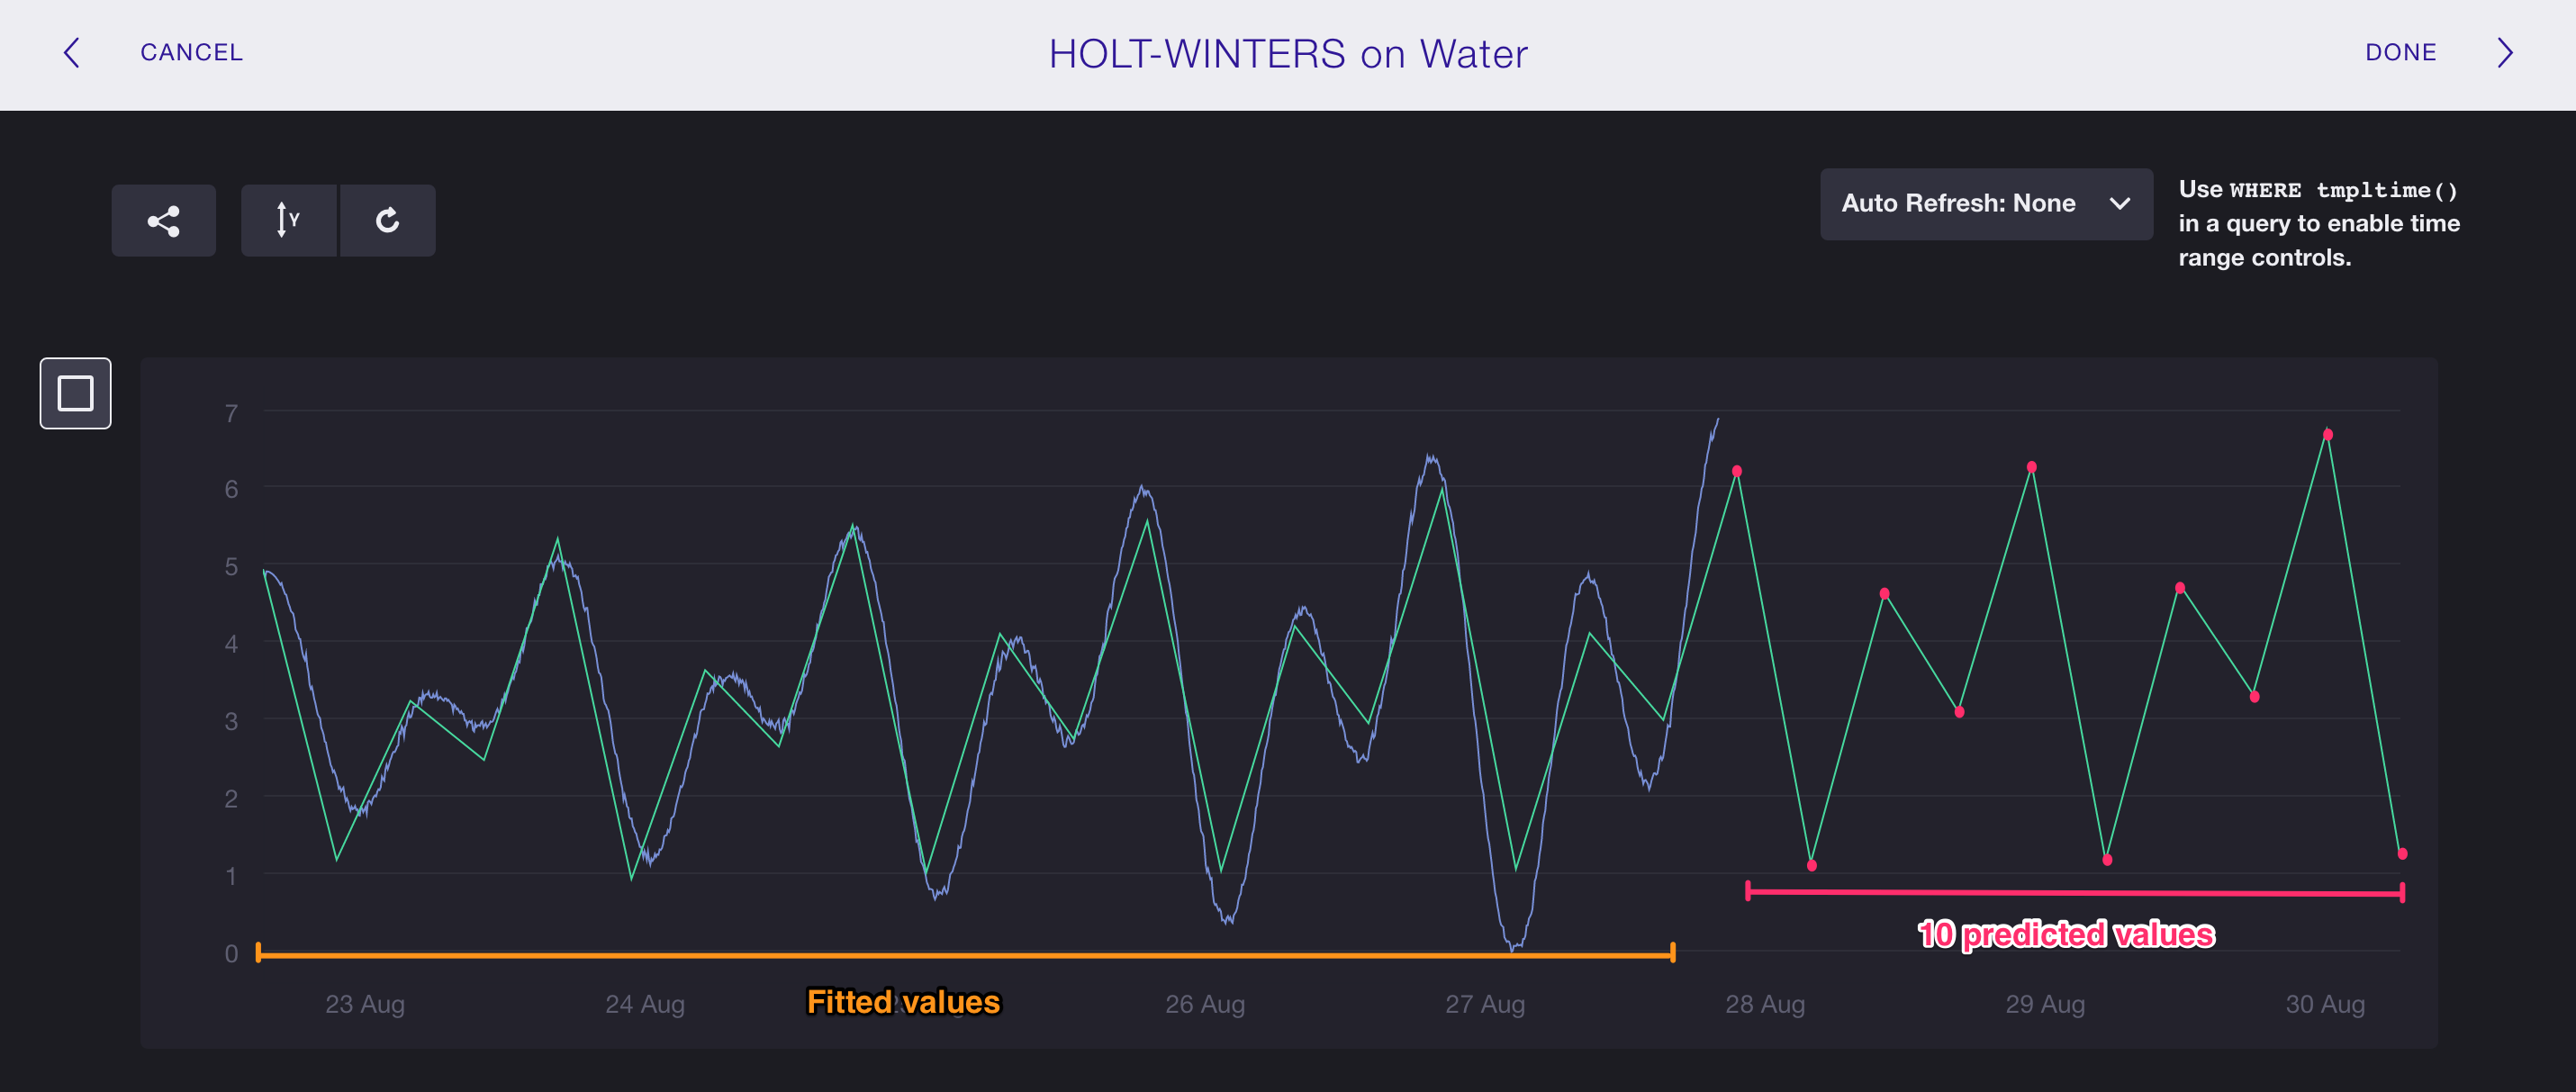 CANCEL
HOLT-WINTERS on Water
DONE
Y
Auto Refresh: None
Use WHERE tmpltime()
in a query to enable time
range controls.
7
6
5
4
3
2
1
0
10 predicted values
Fitted values
23 Aug
24 Aug
26 Aug
27 Aug
28 Aug
29 Aug
30 Aug